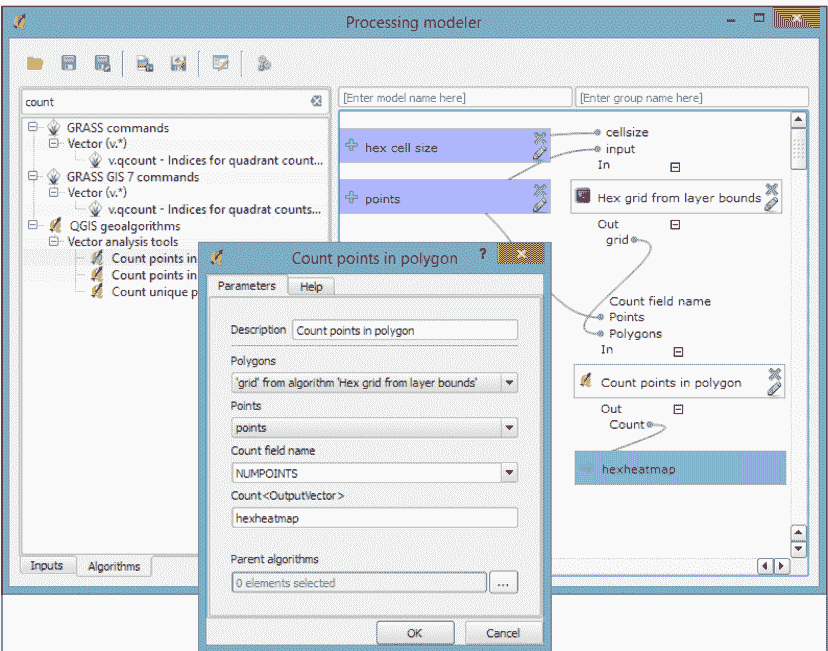 Processing modeler
count
[Enter model name here]
[Enter group name here]
GRASS commands
Vector (v.*)
v.qcount - Indices for quadrant count...
GRASS GIS 7 commands
Vector (v.*)
v.qcount - Indices for quadrat counts...
QGIS geoalgorithms
Vector analysis tools
Count points in
Count points in
Count unique p
Inputs
Algorithms
hex cell size
points
cellsize
input
In
Hex grid from layer bounds
Out
grid
Count field name
Points
Polygons
In
Count points in polygon
Out
Count
hexheatmap
Count points in polygon
?
Parameters
Help
Description
Count points in polygon
Polygons
'grid' from algorithm 'Hex grid from layer bounds'
Points
points
Count field name
NUMPOINTS
Count<OutputVector>
hexheatmap
Parent algorithms
0 elements selected
...
OK
Cancel